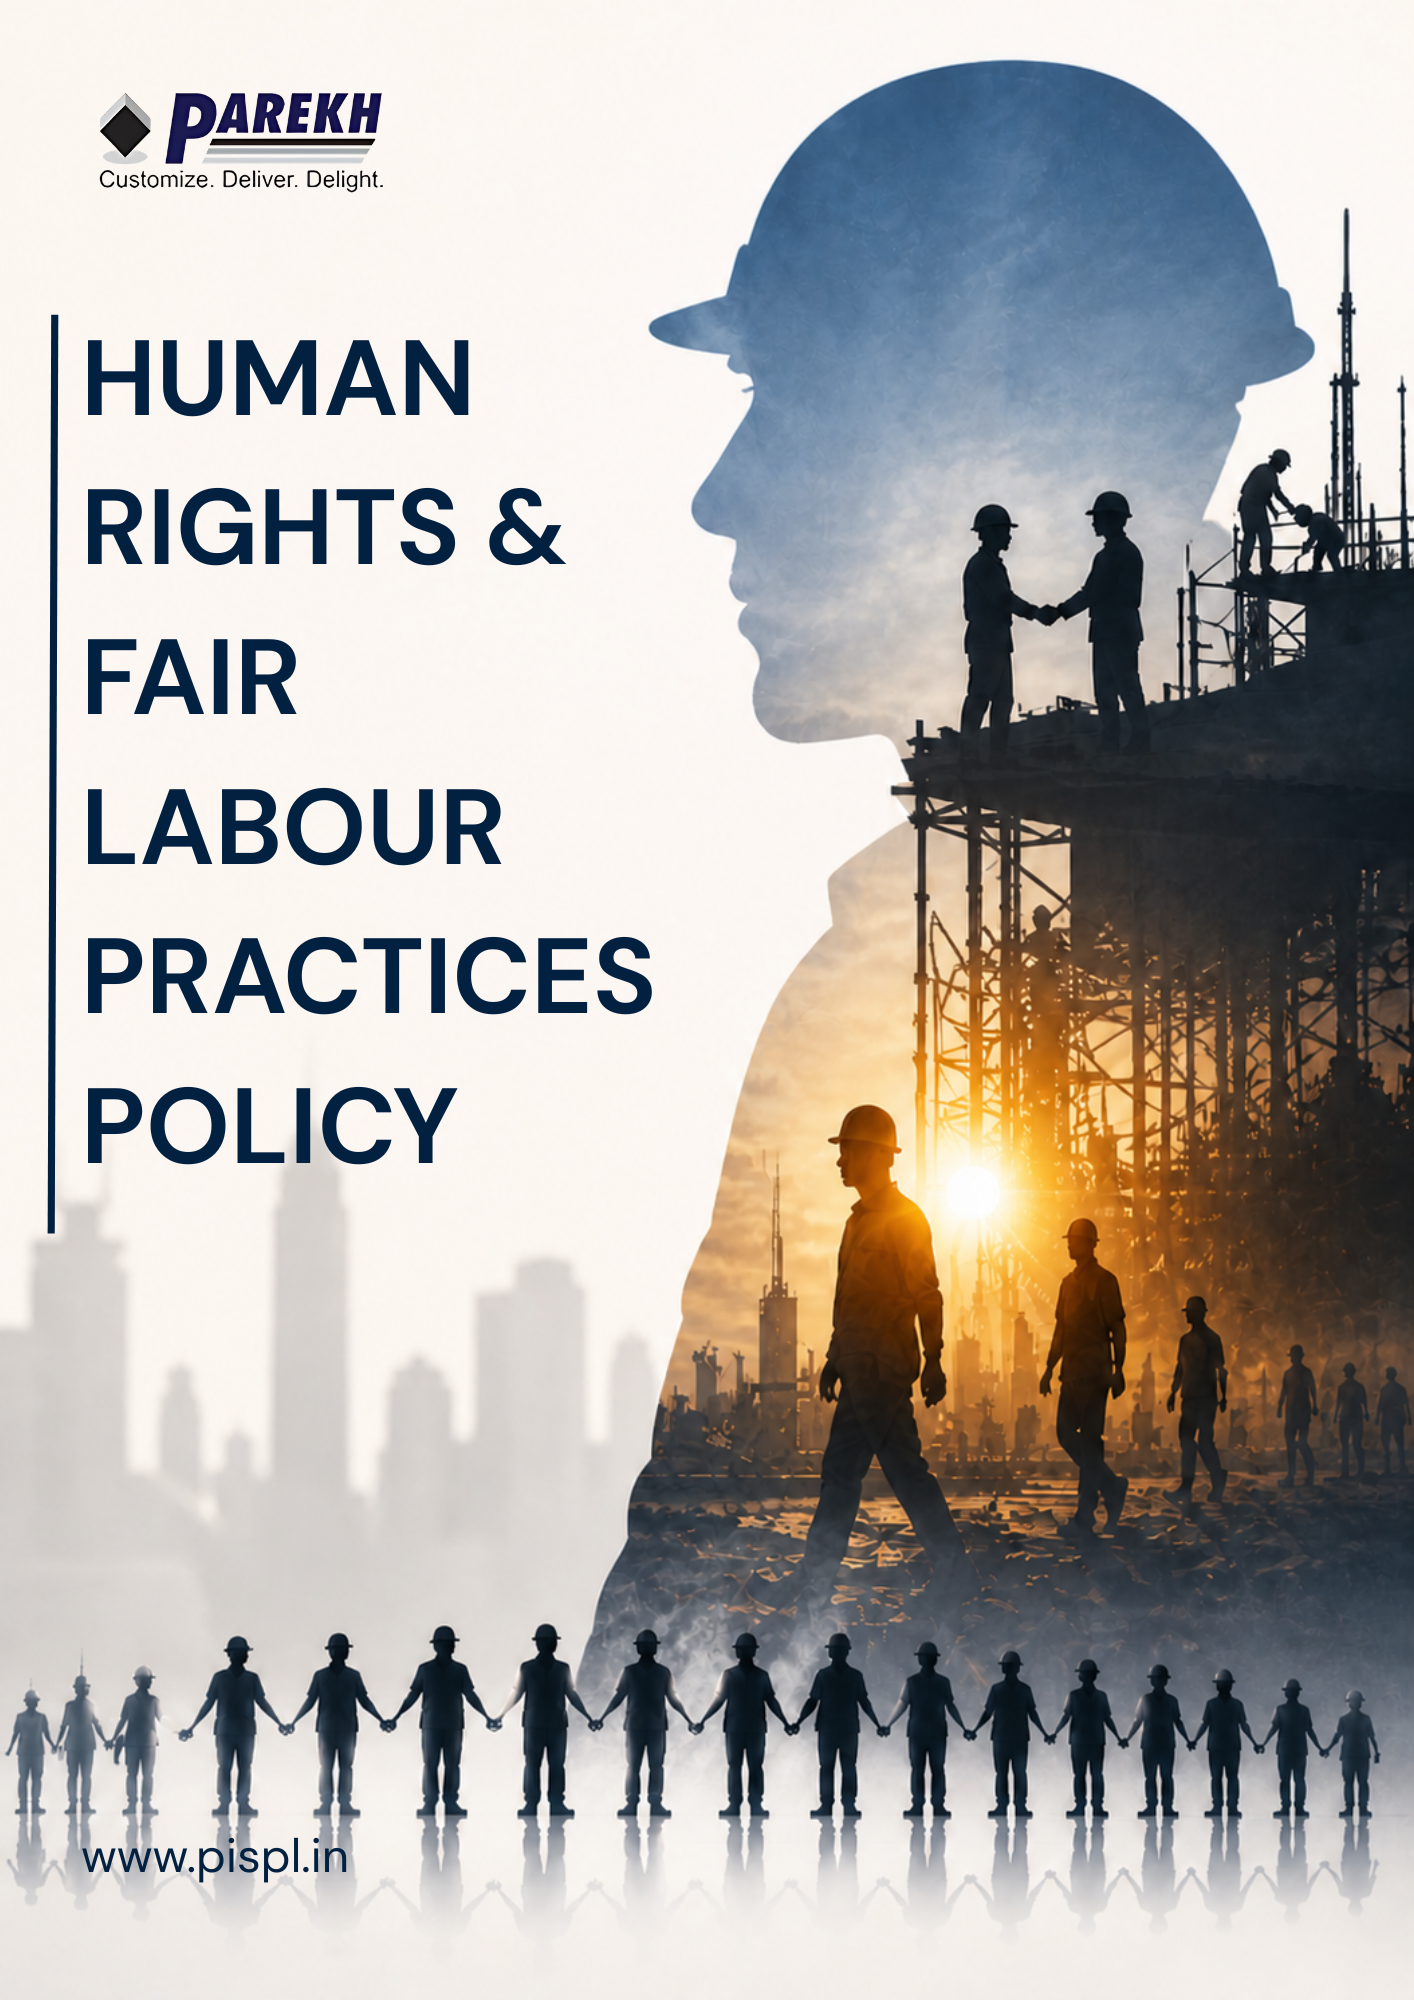 PAREKH
Customize. Deliver. Delight.
HUMAN
RIGHTS &
FAIR
LABOUR
PRACTICES
POLICY
www.pispl.in